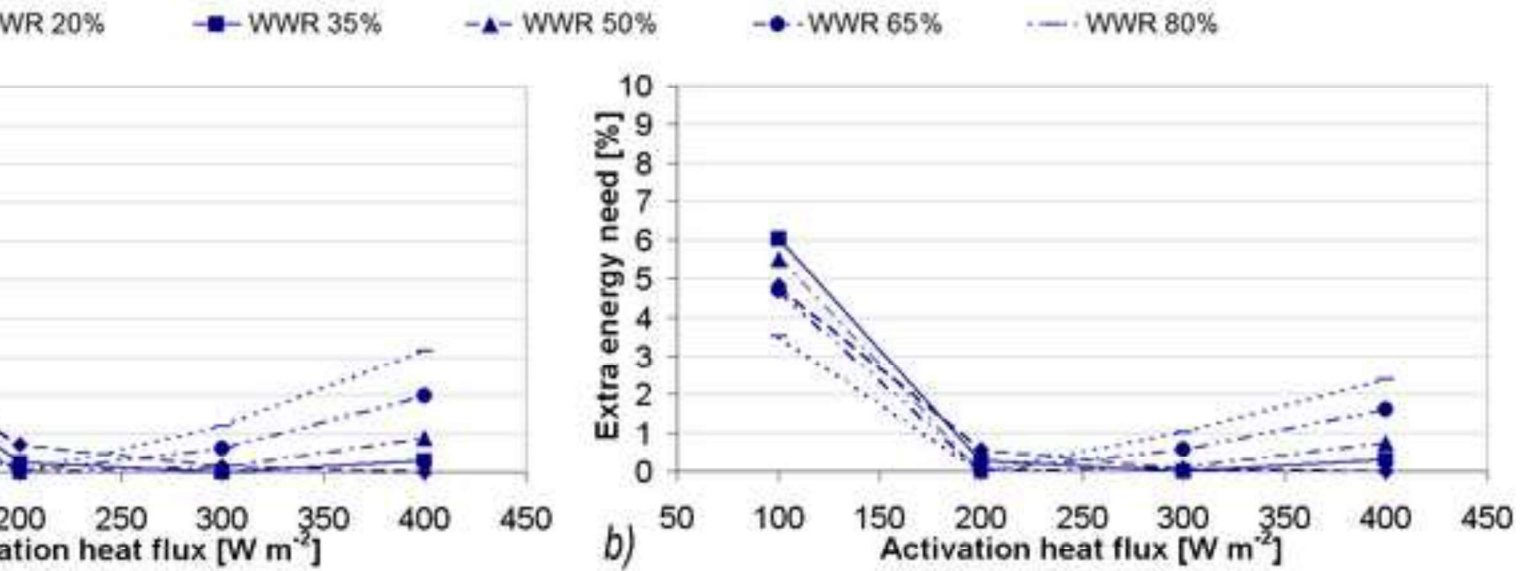 WR 20% WWR 35% WWR 50% WWR 65% WWR 80%
10
9
8
7
6
5
4
3
2
1
0
Extra energy need [%]
200 250 300 350 400 450
ation heat flux [W m⁻²]
b)
50 100 150 200 250 300 350 400 450
Activation heat flux [W m⁻²]